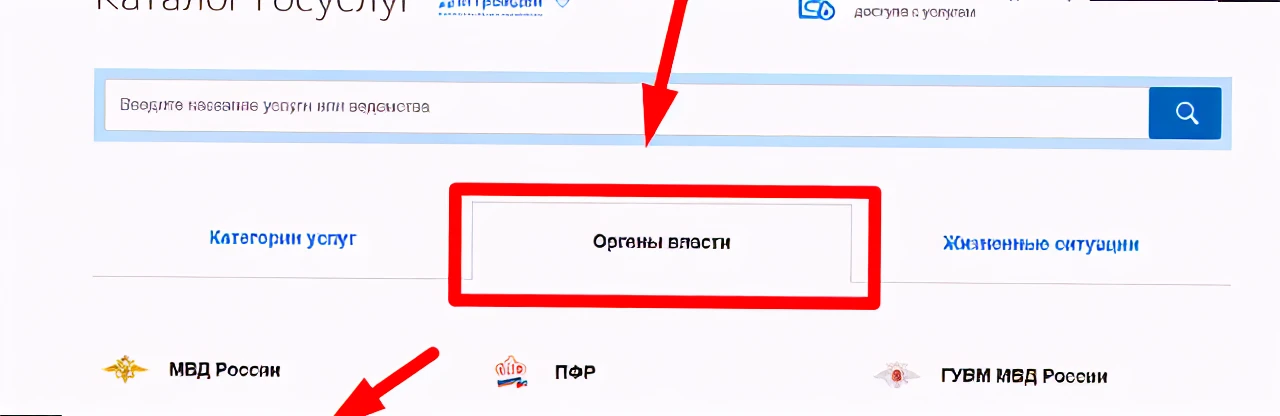 Каталог госуслуг
доступа к услугам
Введите название услуги или ведомства
Категории услуг
Органы власти
Жизненные ситуации
МВД России
ПФР
ГУВМ МВД России